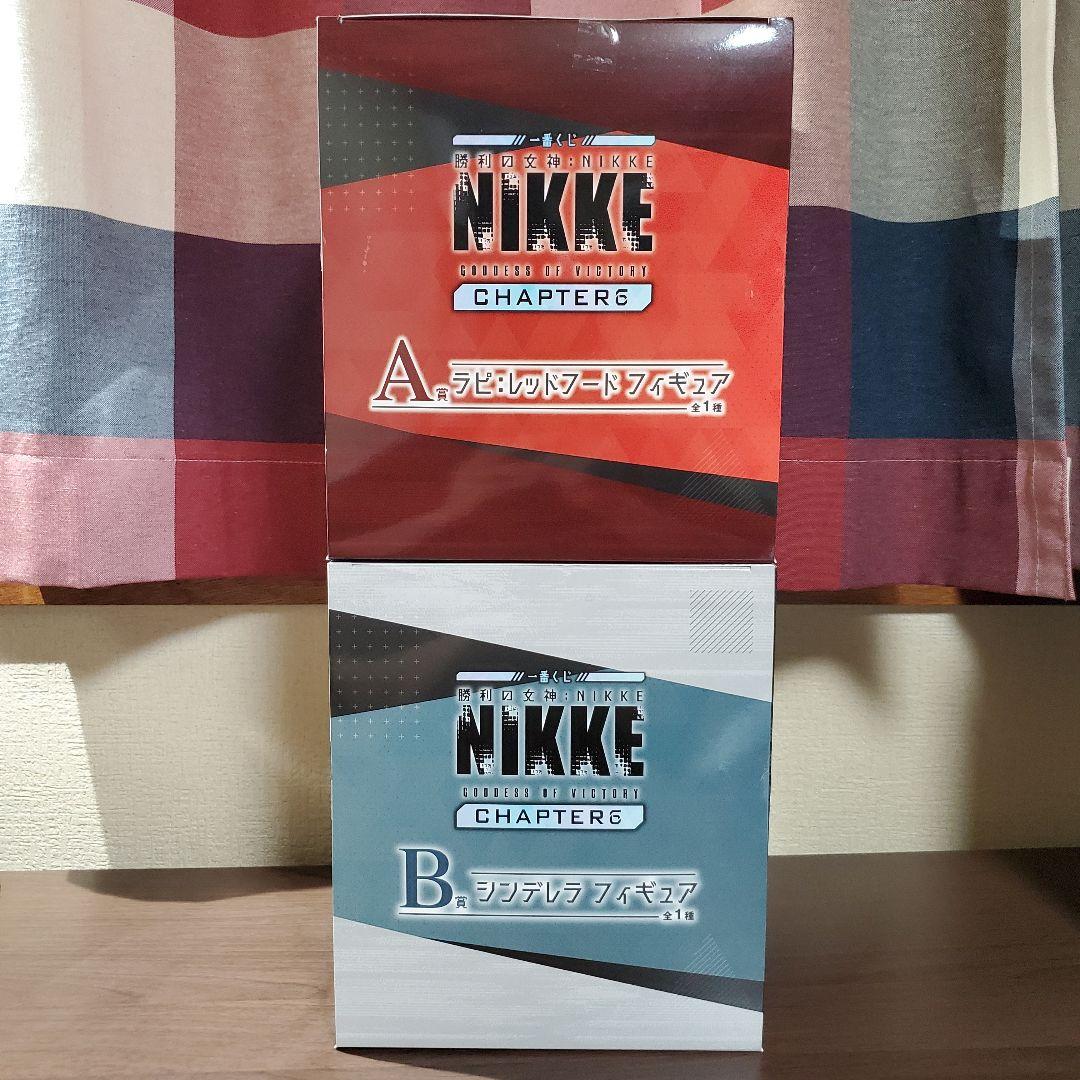 一番くじ
勝利の女神:NIKKE
NIKKE
GODDESS OF VICTORY
CHAPTER6
A賞 ラピ:レッドフード フィギュア
全1種
一番くじ
勝利の女神:NIKKE
NIKKE
GODDESS OF VICTORY
CHAPTER6
B賞 シンデレラ フィギュア
全1種